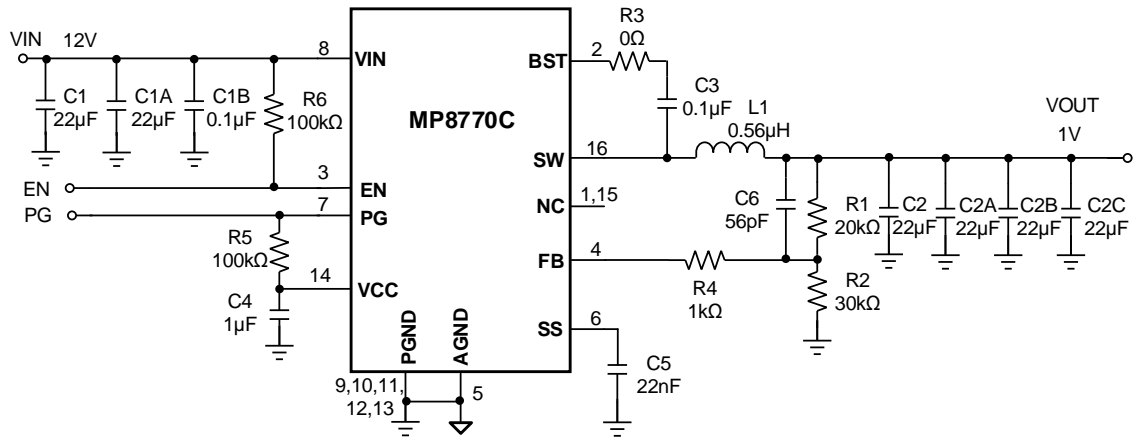 VIN 12V
8
VIN
C1
22µF
C1A
22µF
C1B
0.1µF
R6
100kΩ
EN
3
EN
PG
7
PG
R5
100kΩ
14
VCC
C4
1µF
MP8770C
BST
2
R3
0Ω
C3
0.1µF
L1
0.56µH
SW
16
VOUT
1V
NC
1,15
C6
56pF
R1
20kΩ
C2
22µF
C2A
22µF
C2B
22µF
C2C
22µF
FB
4
R4
1kΩ
R2
30kΩ
SS
6
C5
22nF
PGND
AGND
9,10,11,
12,13
5